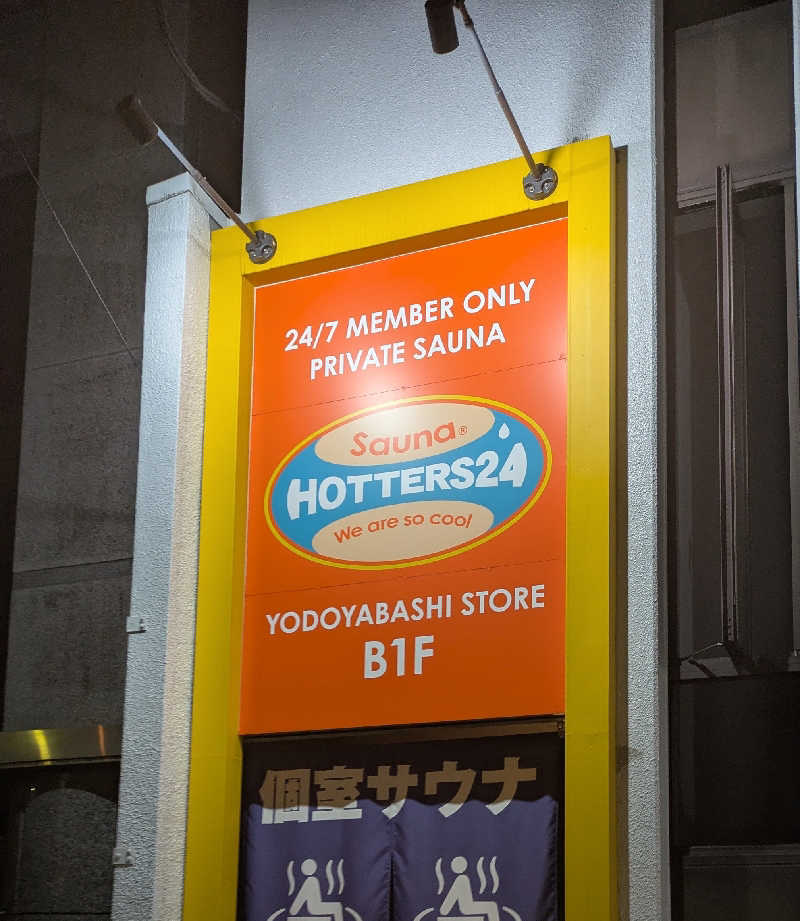 24/7 MEMBER ONLY
PRIVATE SAUNA
Sauna®
HOTTERS24
We are so cool
YODOYABASHI STORE
B1F
個室サウナ